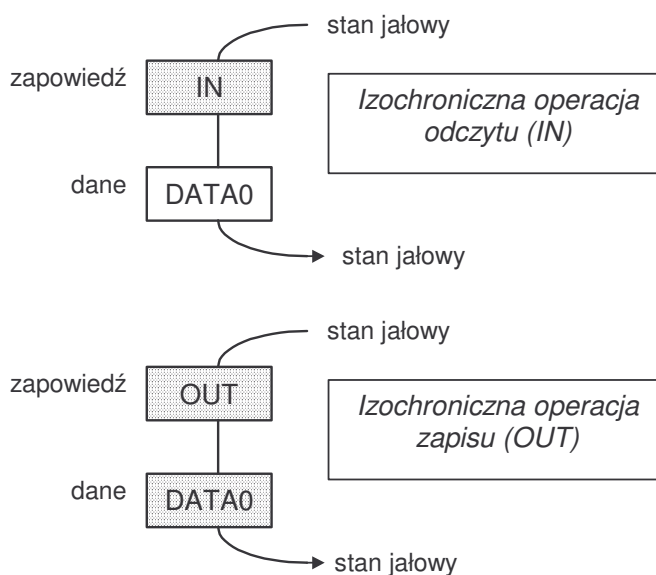 stan jałowy
zapowiedź
IN
Izochroniczna operacja
odczytu (IN)
dane
DATA0
stan jałowy
stan jałowy
zapowiedź
OUT
Izochroniczna operacja
zapisu (OUT)
dane
DATA0
stan jałowy